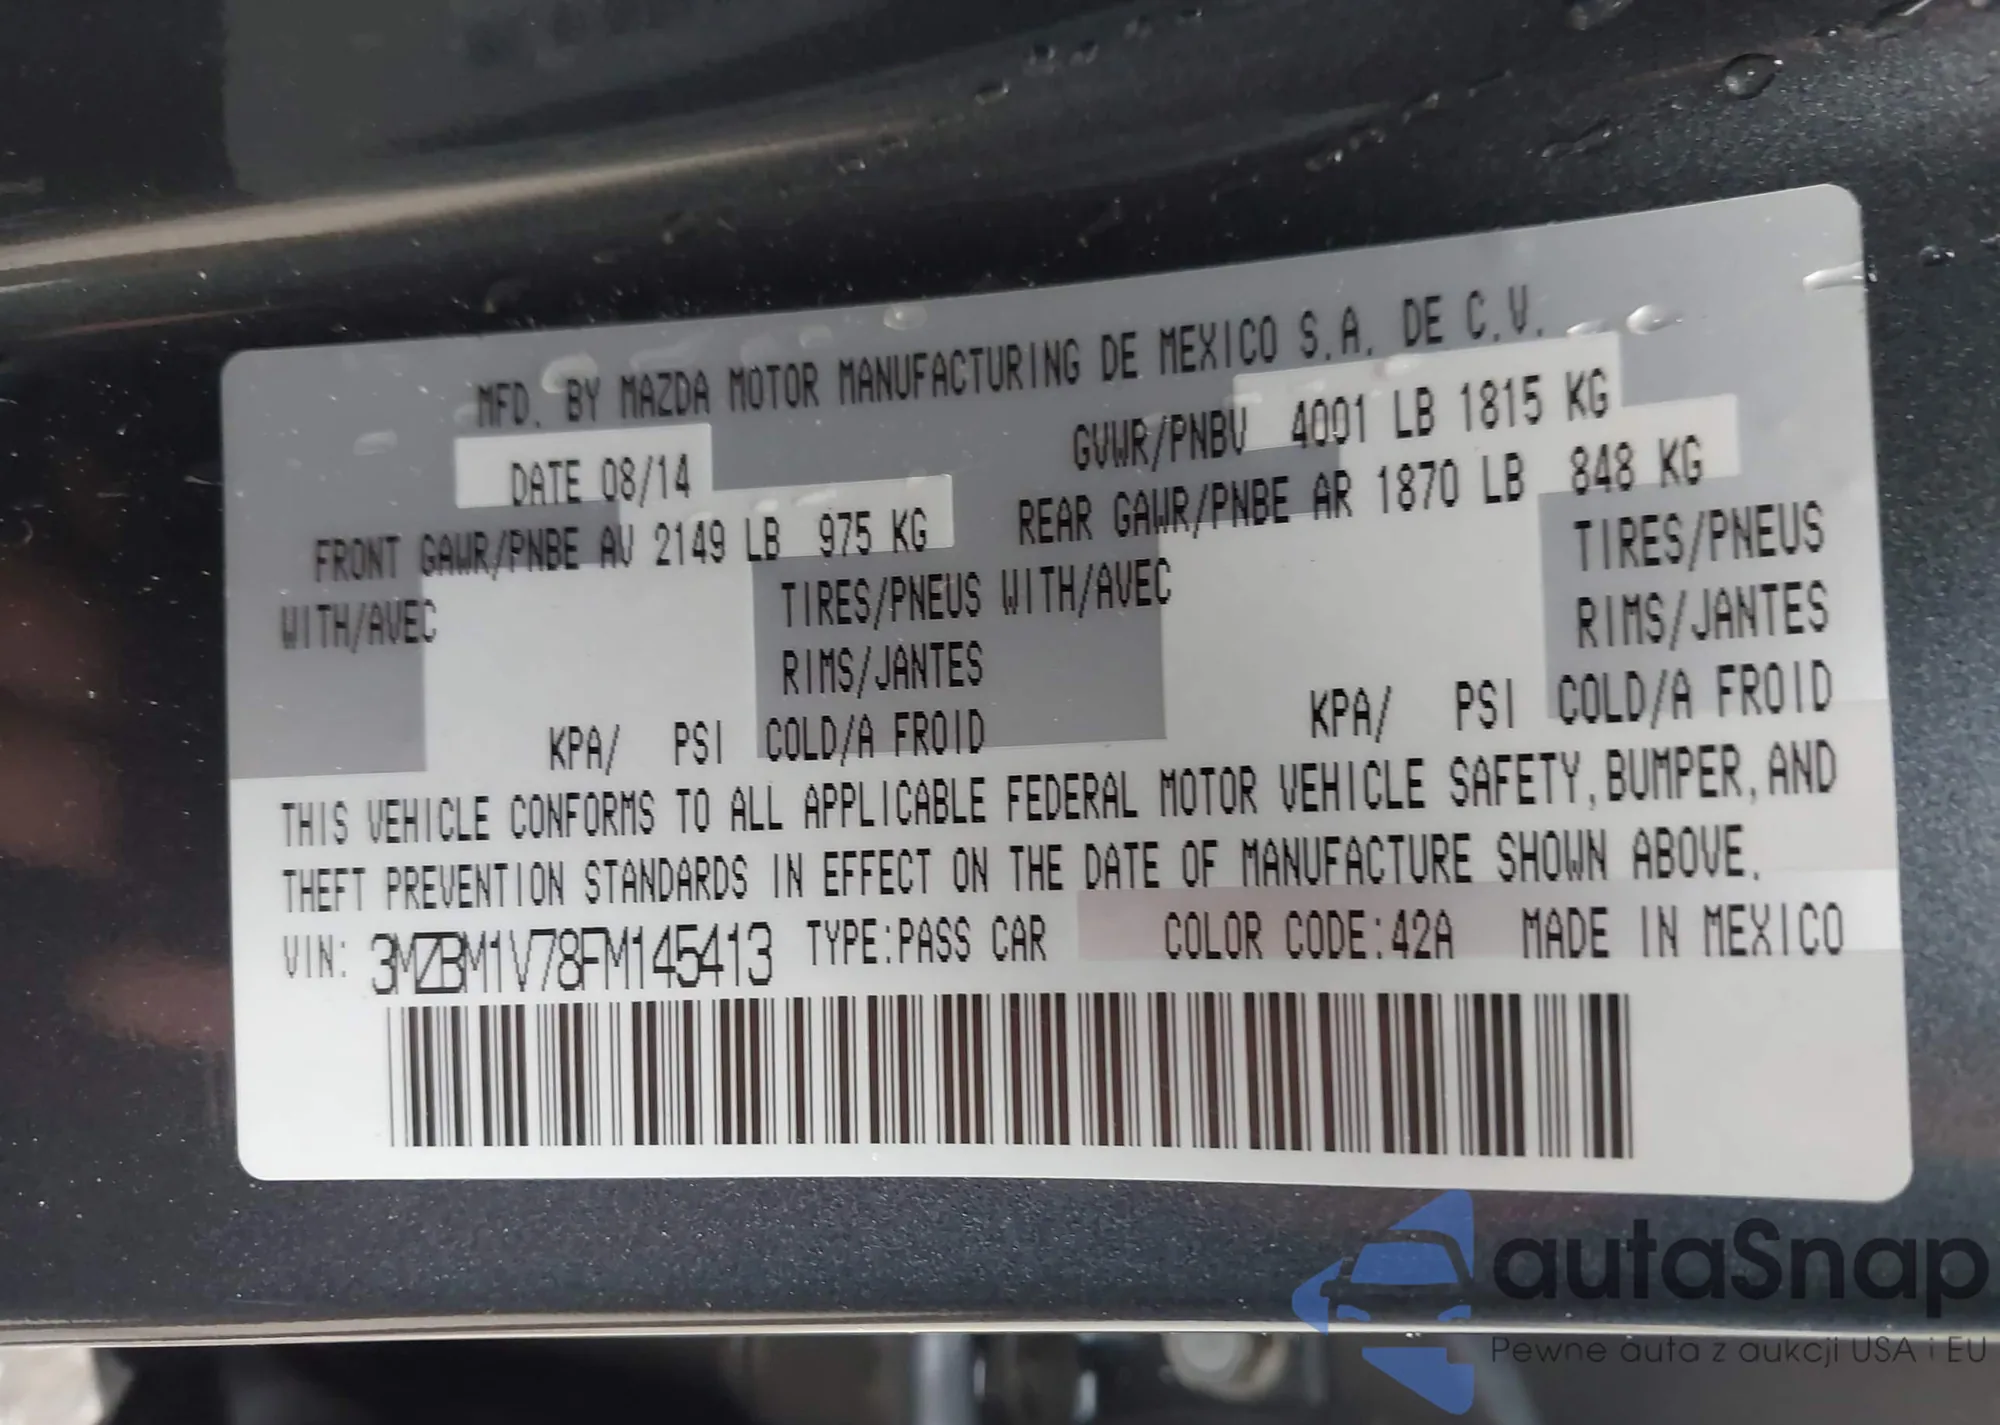 MFD. BY MAZDA MOTOR MANUFACTURING DE MEXICO S.A. DE C.V.
DATE 08/14 GVWR/PNBV 4001 LB 1815 KG
FRONT GAWR/PNBE AV 2149 LB 975 KG REAR GAWR/PNBE AR 1870 LB 848 KG
WITH/AVEC TIRES/PNEUS WITH/AVEC TIRES/PNEUS
RIMS/JANTES RIMS/JANTES
KPA/ PSI COLD/A FROID KPA/ PSI COLD/A FROID
THIS VEHICLE CONFORMS TO ALL APPLICABLE FEDERAL MOTOR VEHICLE SAFETY, BUMPER, AND
THEFT PREVENTION STANDARDS IN EFFECT ON THE DATE OF MANUFACTURE SHOWN ABOVE.
VIN: 3MZBM1V78FM145413 TYPE:PASS CAR COLOR CODE:42A MADE IN MEXICO
autaSnap
Pewne auta z aukcji USA i EU